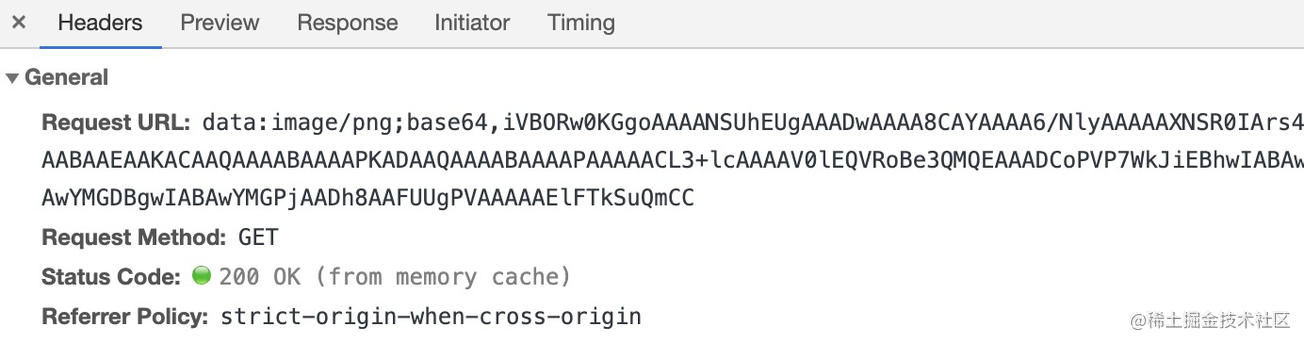 × Headers Preview Response Initiator Timing
▼ General
Request URL: data:image/png;base64,iVBORw0KGgoAAAANSUhEUgAAADwAAAA8CAYAAAA6/NlyAAAAAXNSR0IArs4
AABAAEAAKACAAQAAAABAAAAPKADAAQAAAABAAAAPAAAAACL3+lcAAAAV0lEQVRoBe3QMQEAAADCoPVP7WkJiEBhwIABAw
AwYMGDBgwIABAwYMGPjAADh8AAFUUgPVAAAAAElFTkSuQmCC
Request Method: GET
Status Code: 200 OK (from memory cache)
Referrer Policy: strict-origin-when-cross-origin
@稀土掘金技术社区